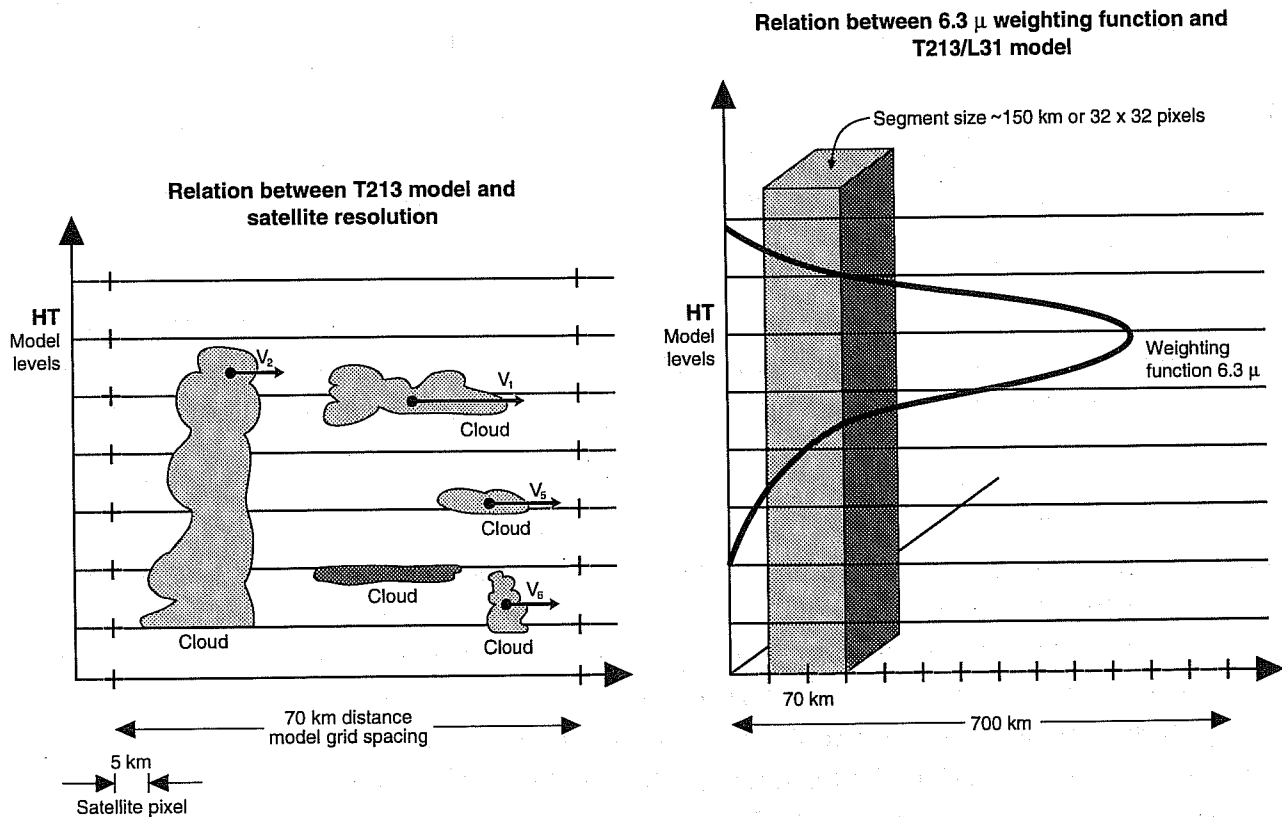 Relation between T213 model and
satellite resolution
HT
Model
levels
V2
V1
Cloud
V5
Cloud
Cloud
V6
Cloud
Cloud
70 km distance
model grid spacing
5 km
Satellite pixel
Relation between 6.3 μ weighting function and
T213/L31 model
Segment size ~150 km or 32 x 32 pixels
HT
Model
levels
Weighting
function 6.3 μ
70 km
700 km